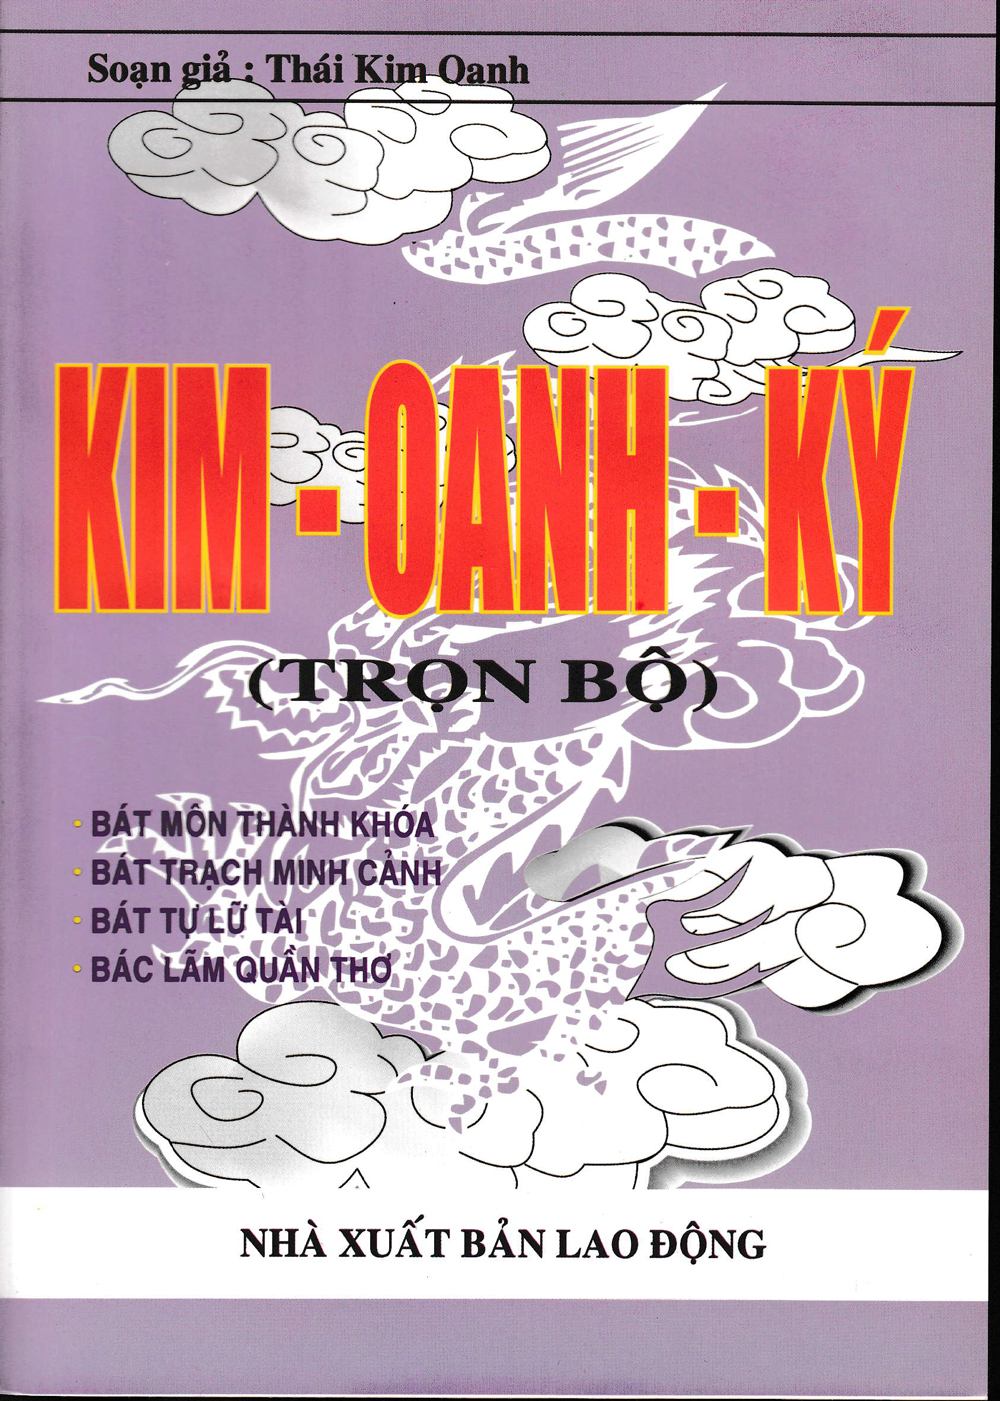 Soạn giả : Thái Kim Oanh
KIM-OANH-KÝ
(TRỌN BỘ)
• BÁT MÔN THÀNH KHÓA
• BÁT TRẠCH MINH CẢNH
• BÁT TỰ LỮ TÀI
• BÁC LÃM QUẦN THƠ
NHÀ XUẤT BẢN LAO ĐỘNG